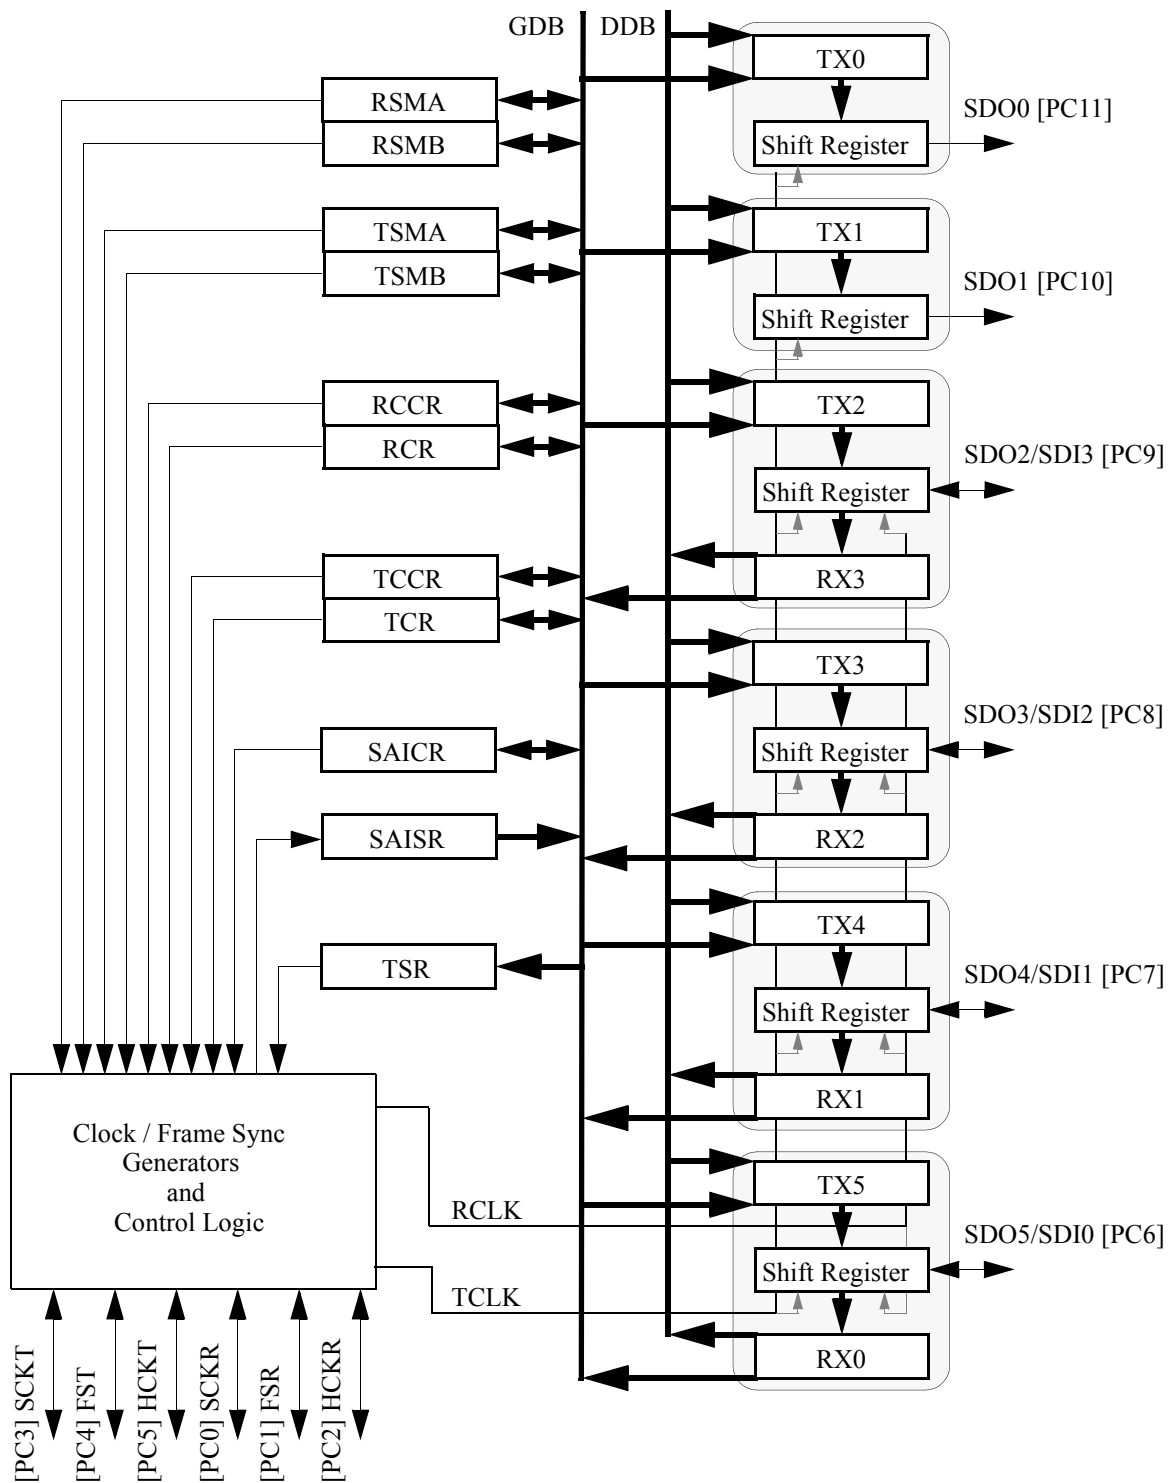 GDB
DDB
RSMA
RSMB
TSMA
TSMB
RCCR
RCR
TCCR
TCR
SAICR
SAISR
TSR
Clock / Frame Sync
Generators
and
Control Logic
RCLK
TCLK
[PC3] SCKT
[PC4] FST
[PC5] HCKT
[PC0] SCKR
[PC1] FSR
[PC2] HCKR
TX0
Shift Register
SDO0 [PC11]
TX1
Shift Register
SDO1 [PC10]
TX2
Shift Register
SDO2/SDI3 [PC9]
RX3
TX3
Shift Register
SDO3/SDI2 [PC8]
RX2
TX4
Shift Register
SDO4/SDI1 [PC7]
RX1
TX5
Shift Register
SDO5/SDI0 [PC6]
RX0